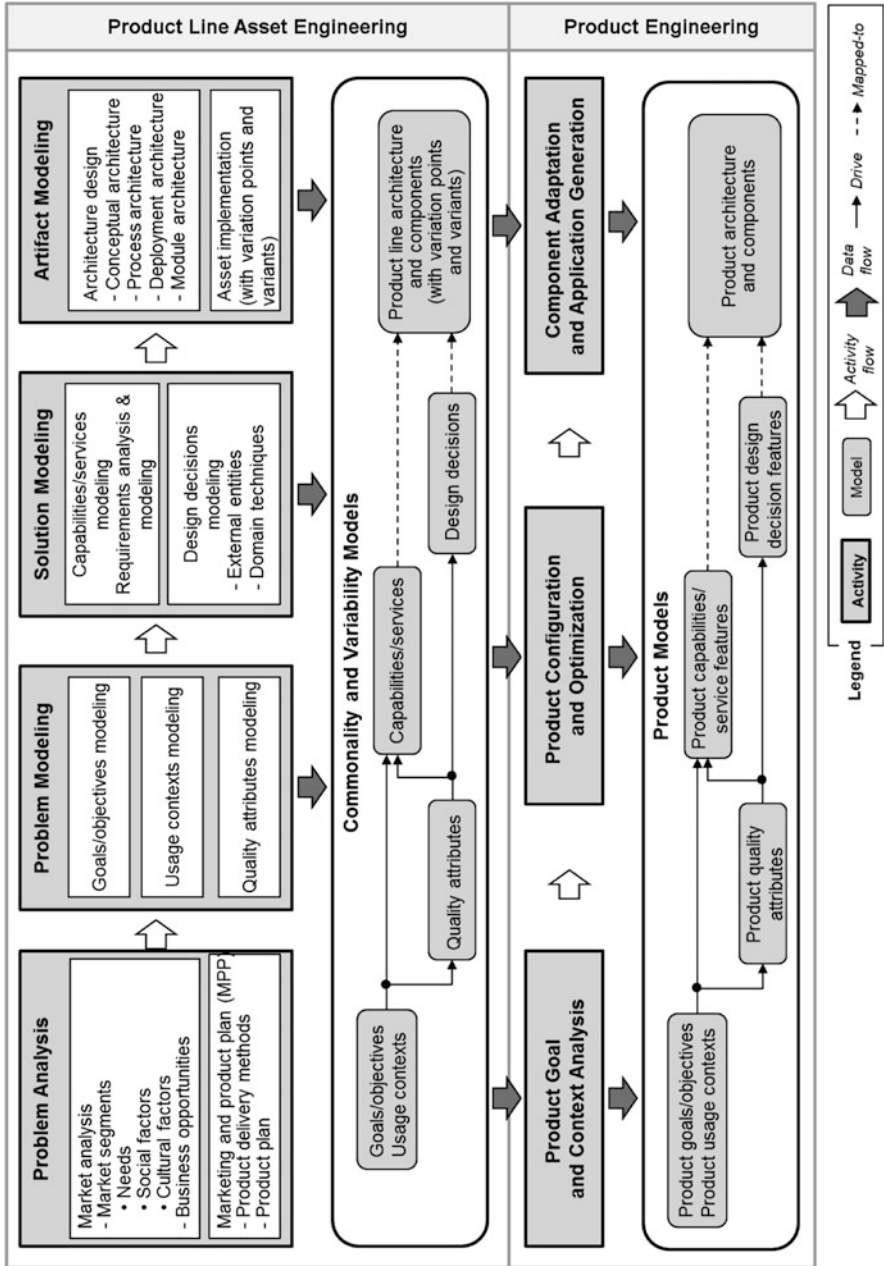 Product Line Asset Engineering
Problem Analysis
Market analysis
- Market segments
• Needs
• Social factors
• Cultural factors
- Business opportunities
Marketing and product plan (MPP)
- Product delivery methods
- Product plan
Problem Modeling
Goals/objectives modeling
Usage contexts modeling
Quality attributes modeling
Solution Modeling
Capabilities/services
modeling
Requirements analysis &
modeling
Design decisions
modeling
- External entities
- Domain techniques
Artifact Modeling
Architecture design
- Conceptual architecture
- Process architecture
- Deployment architecture
- Module architecture
Asset implementation
(with variation points and
variants)
Commonality and Variability Models
Goals/objectives
Usage contexts
Quality attributes
Capabilities/services
Design decisions
Product line architecture
and components
(with variation points
and variants)
Product Engineering
Product Goal
and Context Analysis
Product Configuration
and Optimization
Component Adaptation
and Application Generation
Product Models
Product goals/objectives
Product usage contexts
Product quality
attributes
Product capabilities/
service features
Product design
decision features
Product architecture
and components
Legend
Activity
Model
Activity
flow
Data
flow
Drive
Mapped-to